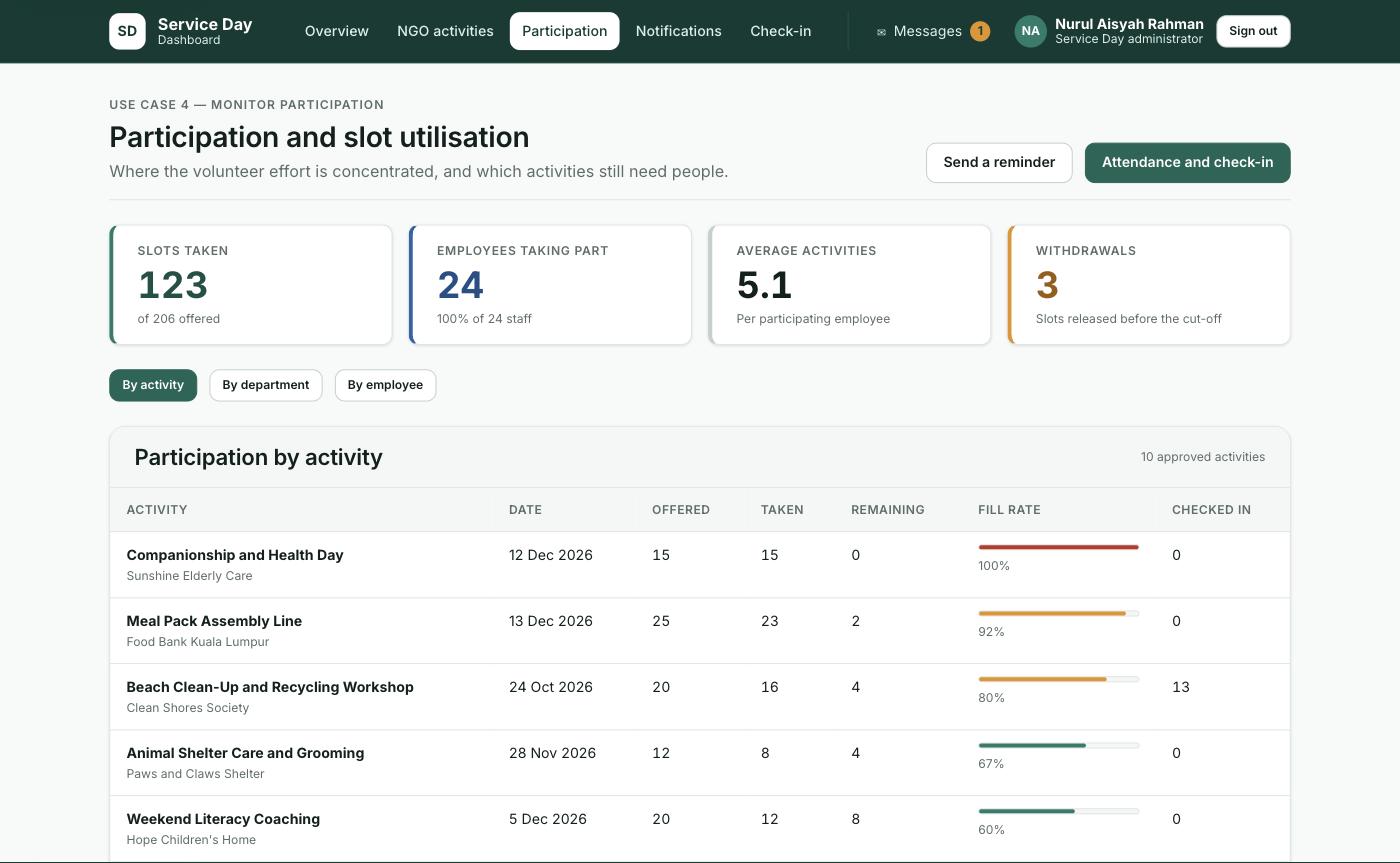 SD
Service Day
Dashboard
Overview
NGO activities
Participation
Notifications
Check-in
✉ Messages 1
NA
Nurul Aisyah Rahman
Service Day administrator
Sign out
USE CASE 4 — MONITOR PARTICIPATION
Participation and slot utilisation
Where the volunteer effort is concentrated, and which activities still need people.
Send a reminder
Attendance and check-in
SLOTS TAKEN
123
of 206 offered
EMPLOYEES TAKING PART
24
100% of 24 staff
AVERAGE ACTIVITIES
5.1
Per participating employee
WITHDRAWALS
3
Slots released before the cut-off
By activity
By department
By employee
Participation by activity
10 approved activities
ACTIVITY DATE OFFERED TAKEN REMAINING FILL RATE CHECKED IN
Companionship and Health Day 12 Dec 2026 15 15 0 0
Sunshine Elderly Care 100%
Meal Pack Assembly Line 13 Dec 2026 25 23 2 0
Food Bank Kuala Lumpur 92%
Beach Clean-Up and Recycling Workshop 24 Oct 2026 20 16 4 13
Clean Shores Society 80%
Animal Shelter Care and Grooming 28 Nov 2026 12 8 4 0
Paws and Claws Shelter 67%
Weekend Literacy Coaching 5 Dec 2026 20 12 8 0
Hope Children's Home 60%